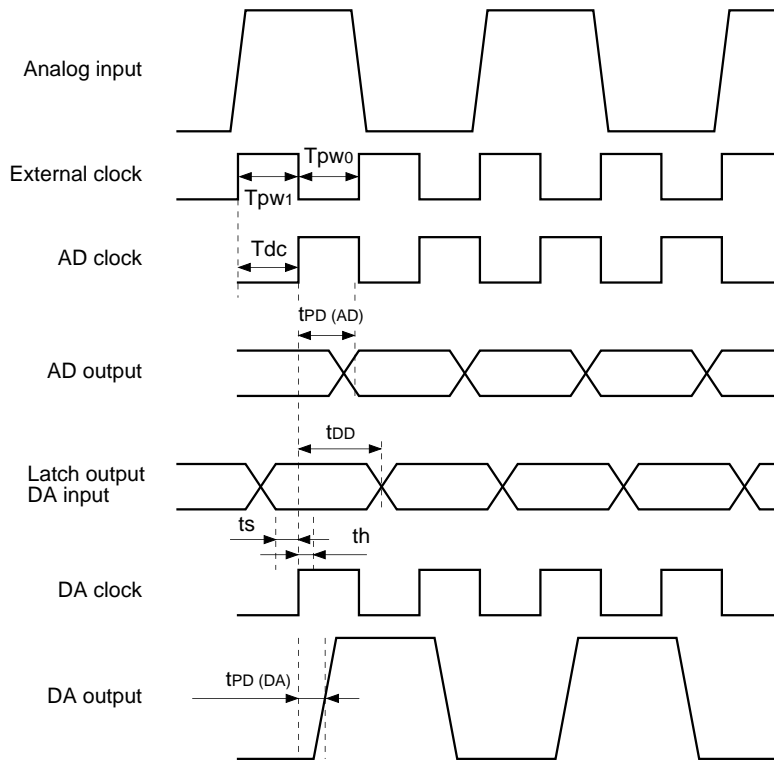 Analog input
External clock
Tpw0
Tpw1
AD clock
Tdc
tPD (AD)
AD output
tDD
Latch output
DA input
ts
th
DA clock
tPD (DA)
DA output